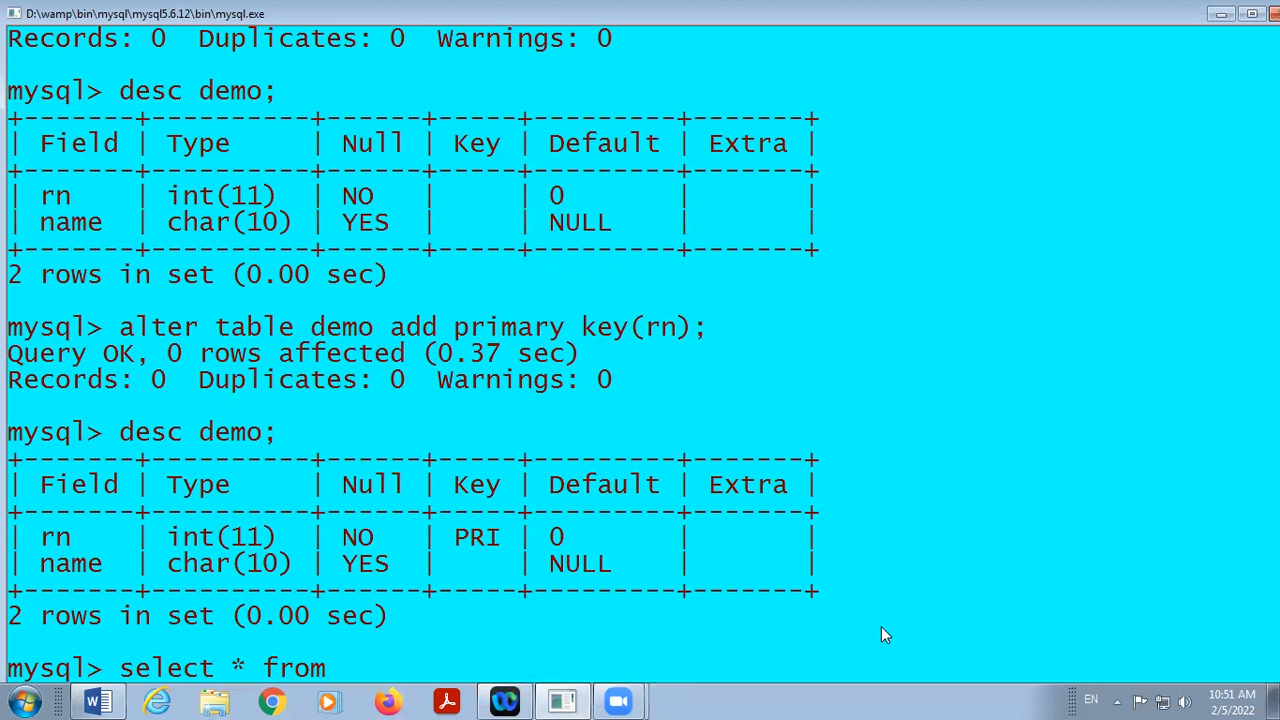 D:\wamp\bin\mysql\mysql5.6.12\bin\mysql.exe
Records: 0  Duplicates: 0  Warnings: 0
mysql> desc demo;
+-------+----------+------+-----+---------+-------+
| Field | Type     | Null | Key | Default | Extra |
+-------+----------+------+-----+---------+-------+
| rn    | int(11)  | NO   |     | 0       |       |
| name  | char(10) | YES  |     | NULL    |       |
+-------+----------+------+-----+---------+-------+
2 rows in set (0.00 sec)
mysql> alter table demo add primary key(rn);
Query OK, 0 rows affected (0.37 sec)
Records: 0  Duplicates: 0  Warnings: 0
mysql> desc demo;
+-------+----------+------+-----+---------+-------+
| Field | Type     | Null | Key | Default | Extra |
+-------+----------+------+-----+---------+-------+
| rn    | int(11)  | NO   | PRI | 0       |       |
| name  | char(10) | YES  |     | NULL    |       |
+-------+----------+------+-----+---------+-------+
2 rows in set (0.00 sec)
mysql> select * from
EN
10:51 AM
2/5/2022